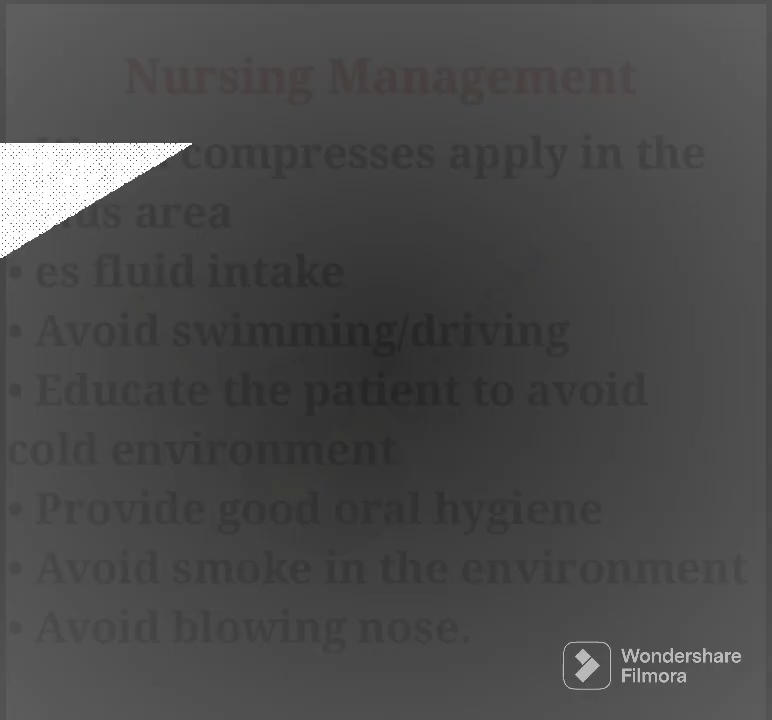 Nursing Management
compresses apply in the
area
• es fluid intake
• Avoid swimming/driving
• Educate the patient to avoid
cold environment
• Provide good oral hygiene
• Avoid smoke in the environment
• Avoid blowing nose.
Wondershare
Filmora